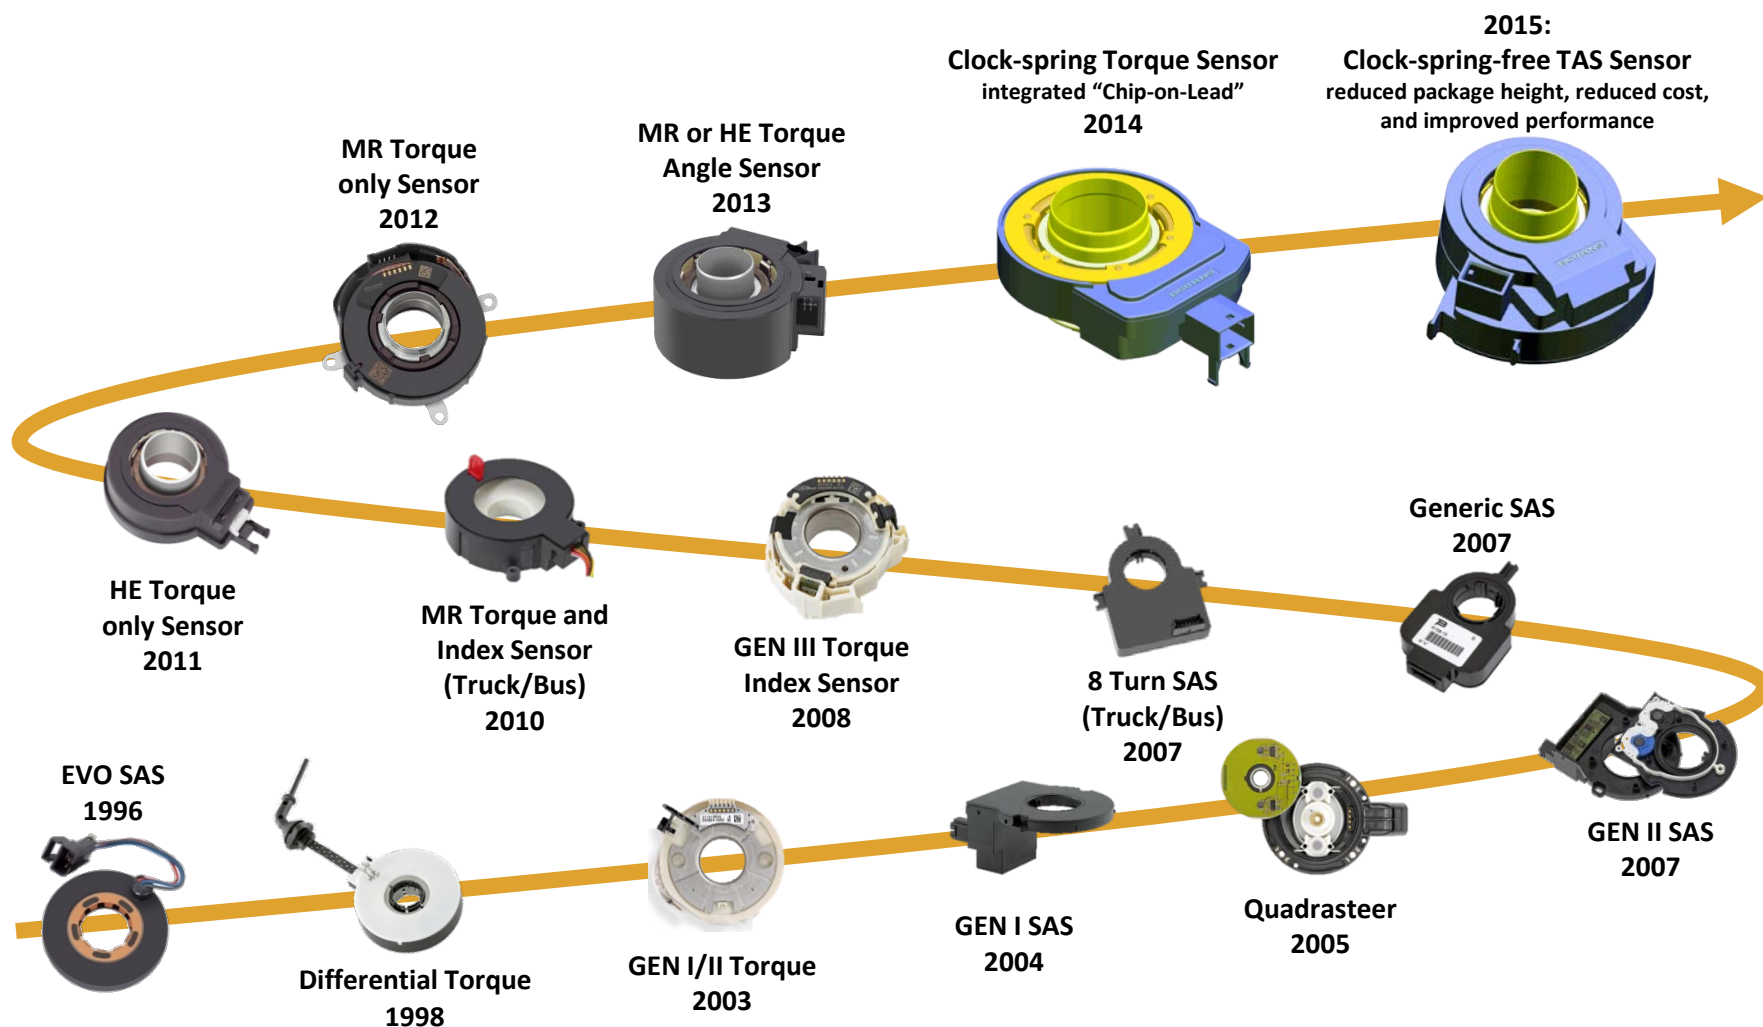 2015:
Clock-spring-free TAS Sensor
reduced package height, reduced cost,
and improved performance
Clock-spring Torque Sensor
integrated “Chip-on-Lead”
2014
MR or HE Torque
Angle Sensor
2013
MR Torque
only Sensor
2012
HE Torque
only Sensor
2011
MR Torque and
Index Sensor
(Truck/Bus)
2010
GEN III Torque
Index Sensor
2008
8 Turn SAS
(Truck/Bus)
2007
Generic SAS
2007
GEN II SAS
2007
Quadrasteer
2005
GEN I SAS
2004
GEN I/II Torque
2003
Differential Torque
1998
EVO SAS
1996